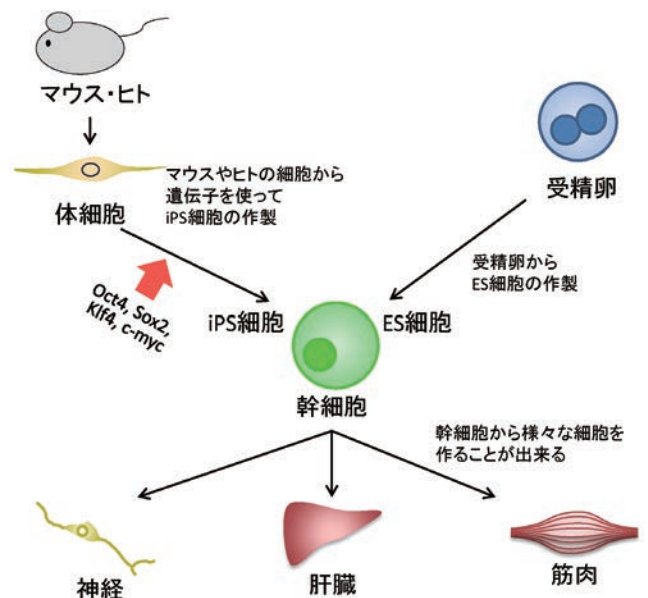 マウス・ヒト
体細胞
マウスやヒトの細胞から
遺伝子を使って
iPS細胞の作製
Oct4, Sox2,
Klf4, c-myc
受精卵
受精卵から
ES細胞の作製
iPS細胞
ES細胞
幹細胞
幹細胞から様々な細胞を
作ることが出来る
神経
肝臓
筋肉